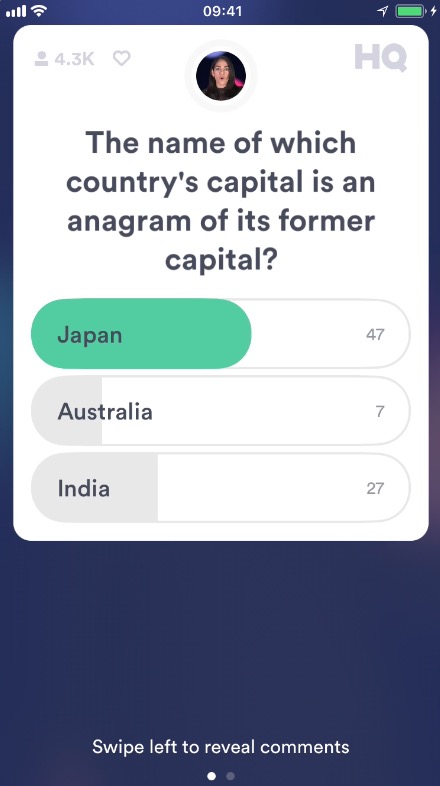 09:41
4.3K
HQ
The name of which
country's capital is an
anagram of its former
capital?
Japan 47
Australia 7
India 27
Swipe left to reveal comments